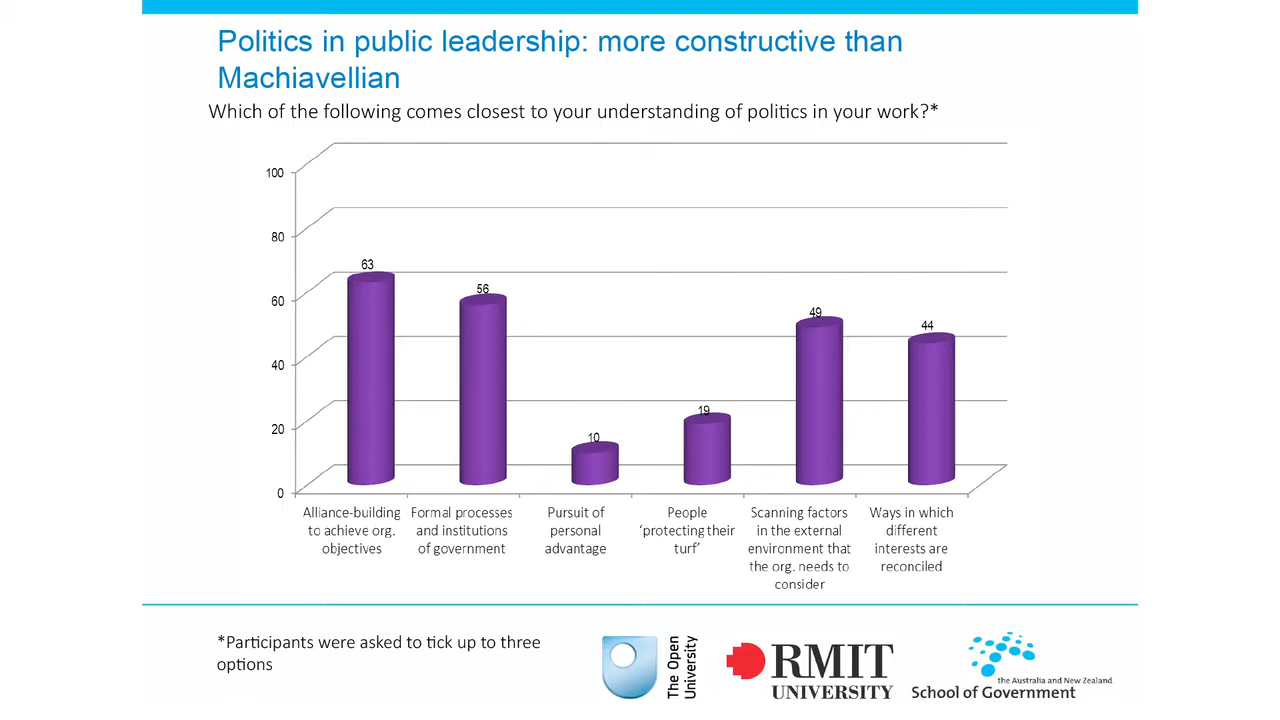 Politics in public leadership: more constructive than
Machiavellian
Which of the following comes closest to your understanding of politics in your work?*
100
80
60
40
20
0
63
56
10
19
49
44
Alliance-building
to achieve org.
objectives
Formal processes
and institutions
of government
Pursuit of
personal
advantage
People
‘protecting their
turf’
Scanning factors
in the external
environment that
the org. needs to
consider
Ways in which
different
interests are
reconciled
*Participants were asked to tick up to three
options
The Open
University
RMIT
UNIVERSITY
the Australia and New Zealand
School of Government